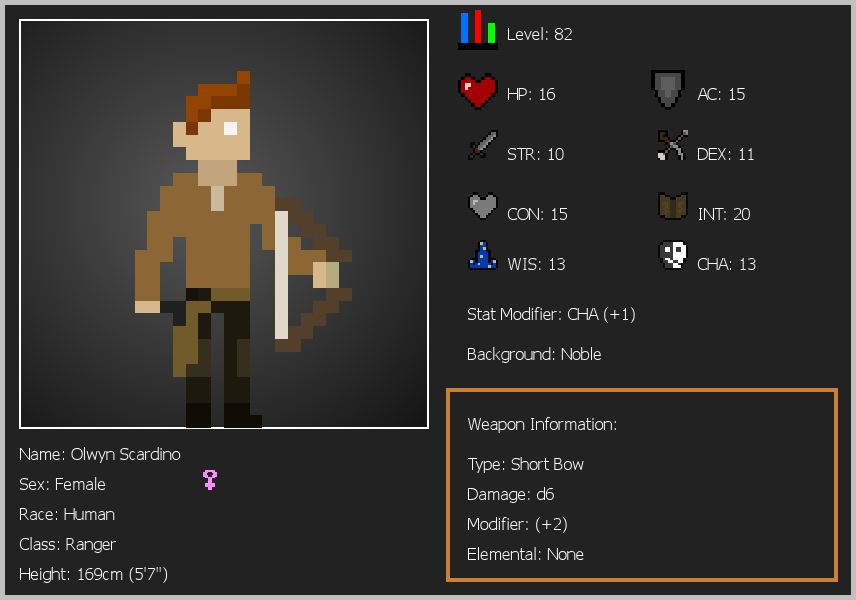 Level: 82
HP: 16
AC: 15
STR: 10
DEX: 11
CON: 15
INT: 20
WIS: 13
CHA: 13
Stat Modifier: CHA (+1)
Background: Noble
Weapon Information:
Type: Short Bow
Damage: d6
Modifier: (+2)
Elemental: None
Name: Olwyn Scardino
Sex: Female
Race: Human
Class: Ranger
Height: 169cm (5'7")